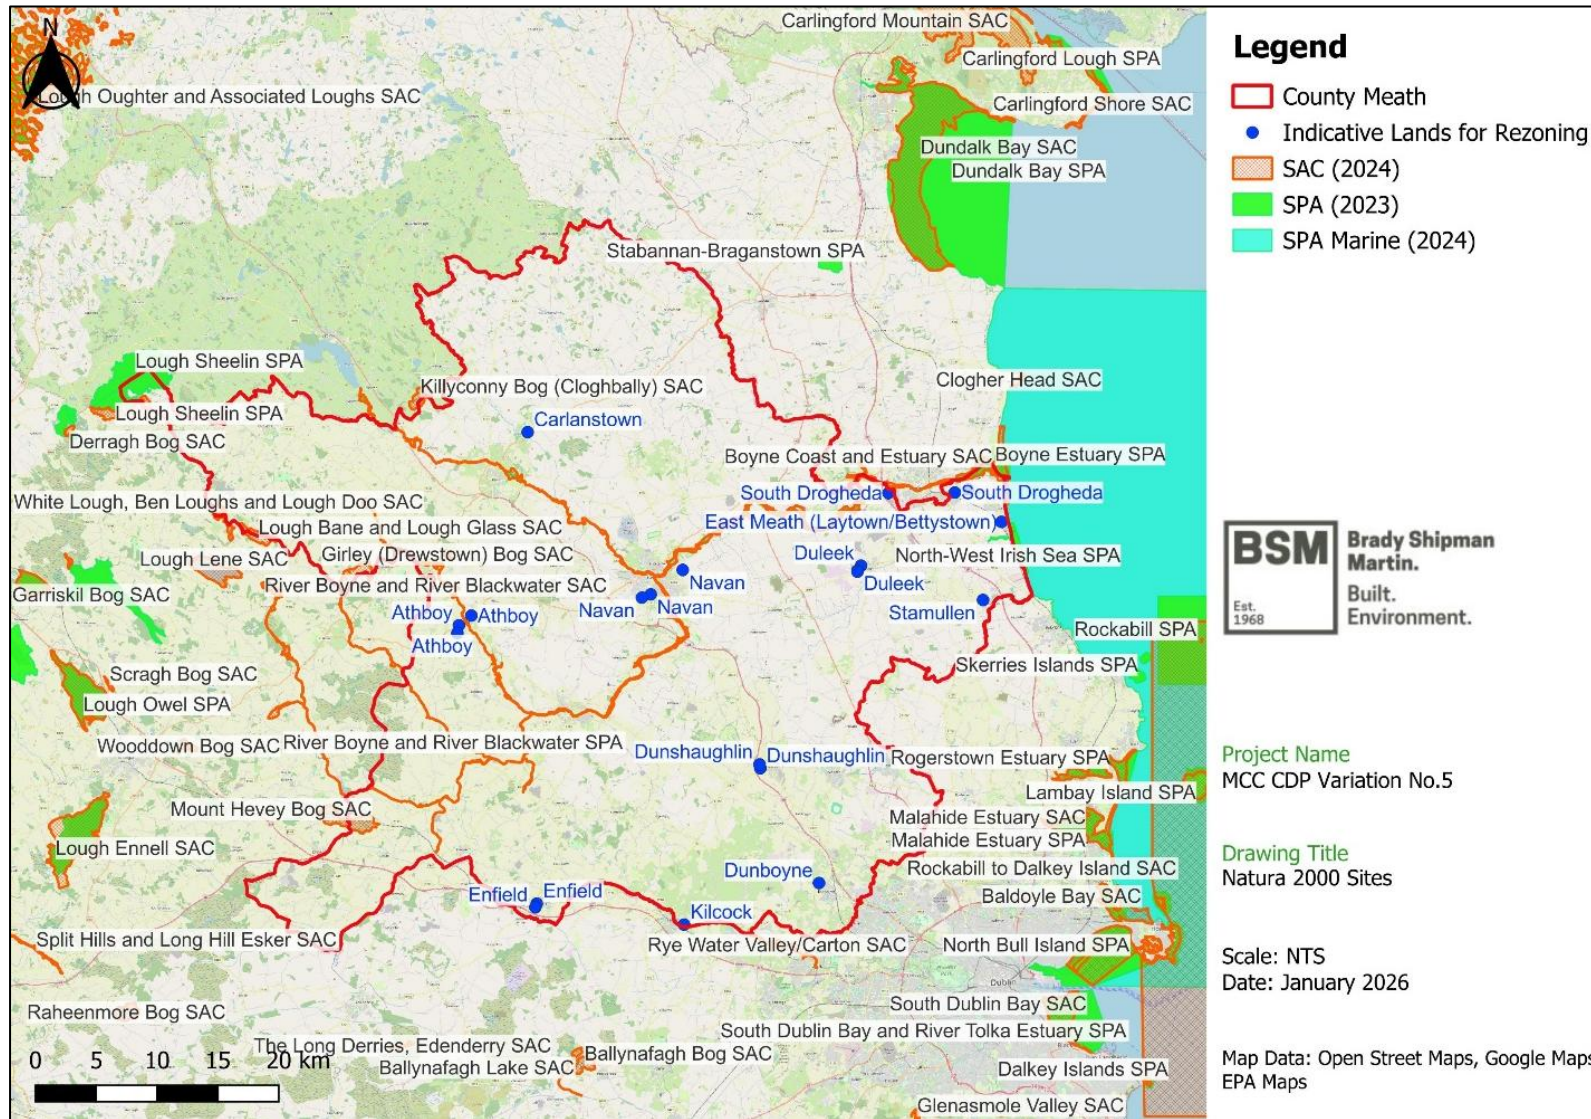 Carlingford Mountain SAC
N
Carlingford Lough SPA
Lough Oughter and Associated Loughs SAC
Carlingford Shore SAC
Dundalk Bay SAC
Dundalk Bay SPA
Stabannan-Braganstown SPA
Lough Sheelin SPA
Killyconny Bog (Cloghbally) SAC
Clogher Head SAC
Lough Sheelin SPA
Carlanstown
Derragh Bog SAC
Boyne Coast and Estuary SAC
Boyne Estuary SPA
White Lough, Ben Loughs and Lough Doo SAC
South Drogheda
South Drogheda
Lough Bane and Lough Glass SAC
East Meath (Laytown/Bettystown)
Lough Lene SAC
Girley (Drewstown) Bog SAC
Duleek
North-West Irish Sea SPA
River Boyne and River Blackwater SAC
Navan
Duleek
Garriskil Bog SAC
Navan
Navan
Stamullen
Athboy
Athboy
Athboy
Rockabill SPA
Scragh Bog SAC
Skerries Islands SPA
Lough Owel SPA
Wooddown Bog SAC
River Boyne and River Blackwater SPA
Dunshaughlin
Dunshaughlin
Rogerstown Estuary SPA
Lambay Island SPA
Mount Hevey Bog SAC
Malahide Estuary SAC
Malahide Estuary SPA
Lough Ennell SAC
Dunboyne
Rockabill to Dalkey Island SAC
Enfield
Enfield
Baldoyle Bay SAC
Kilcock
Split Hills and Long Hill Esker SAC
Rye Water Valley/Carton SAC
North Bull Island SPA
Dublin
Raheenmore Bog SAC
South Dublin Bay SAC
South Dublin Bay and River Tolka Estuary SPA
The Long Derries, Edenderry SAC
Ballynafagh Bog SAC
Ballynafagh Lake SAC
Dalkey Islands SPA
Glenasmole Valley SAC
0 5 10 15 20 km
Legend
County Meath
Indicative Lands for Rezoning
SAC (2024)
SPA (2023)
SPA Marine (2024)
BSM
Est.
1968
Brady Shipman
Martin.
Built.
Environment.
Project Name
MCC CDP Variation No.5
Drawing Title
Natura 2000 Sites
Scale: NTS
Date: January 2026
Map Data: Open Street Maps, Google Maps
EPA Maps